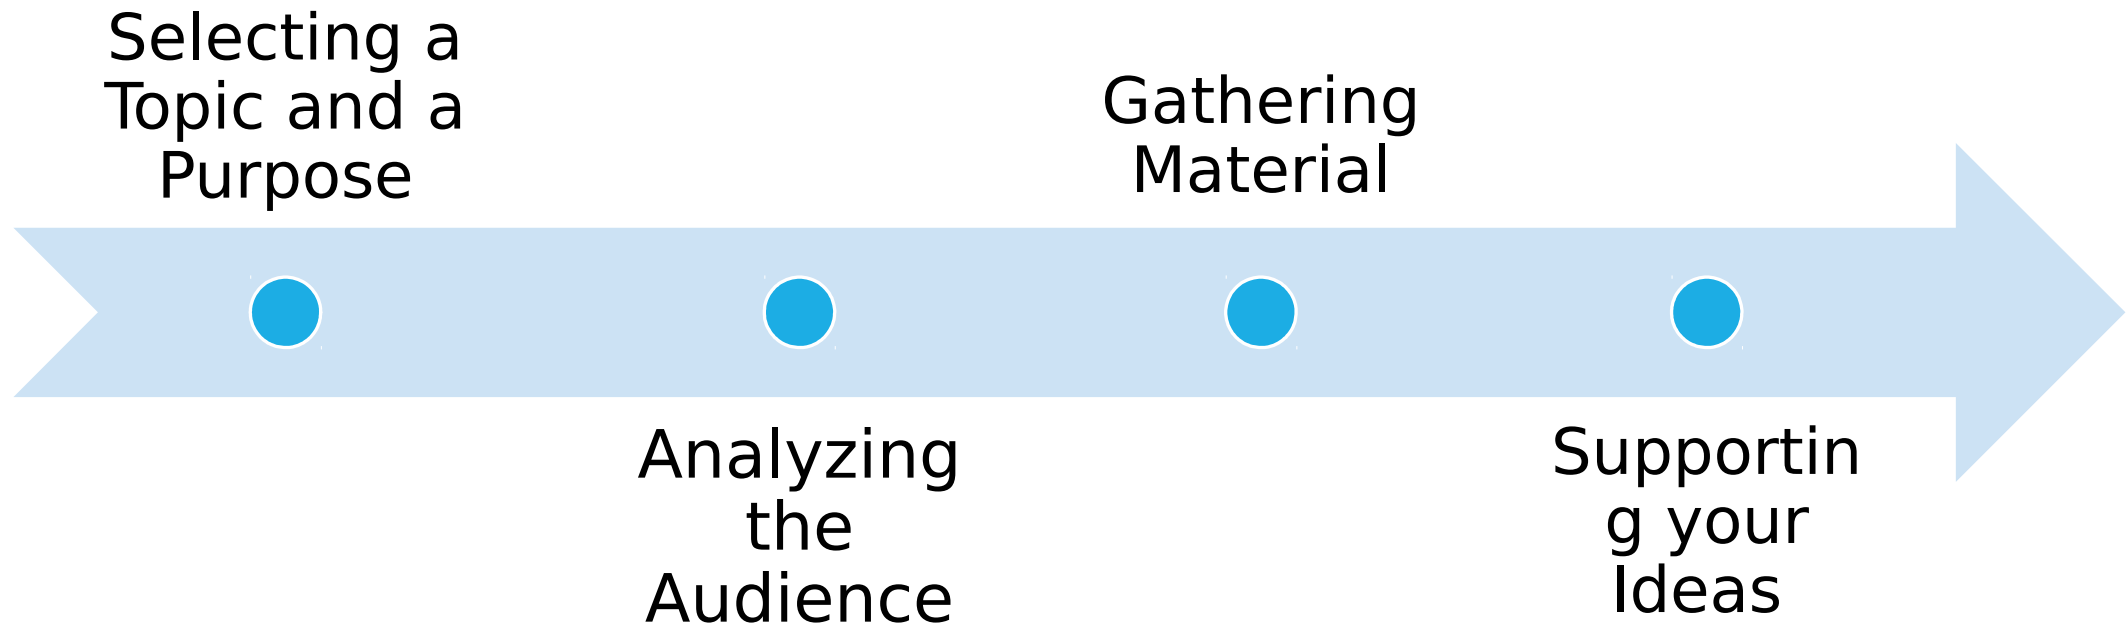 Selecting a
Topic and a
Purpose
Analyzing
the
Audience
Gathering
Material
Supportin
g your
Ideas